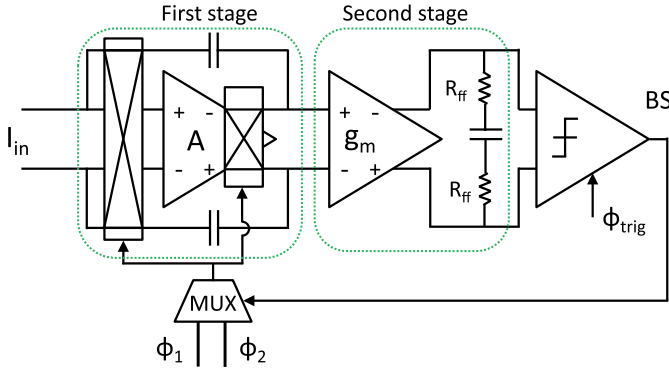 First stage
Second stage
I_in
+ -
A
- +
+ -
g_m
- +
R_ff
R_ff
BS
ϕ_trig
MUX
ϕ_1
ϕ_2